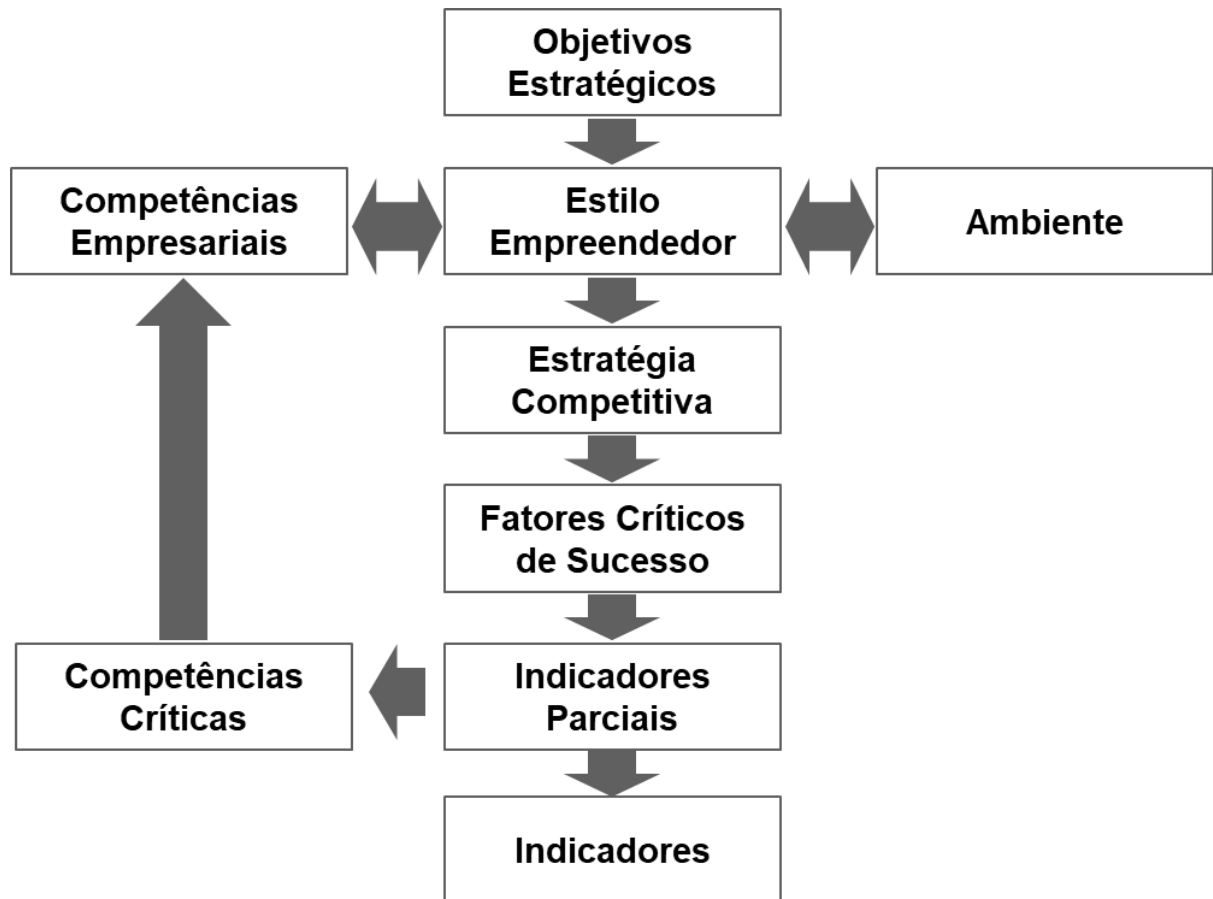 Objetivos
Estratégicos
Competências
Empresariais
Estilo
Empreendedor
Ambiente
Estratégia
Competitiva
Fatores Críticos
de Sucesso
Competências
Críticas
Indicadores
Parciais
Indicadores